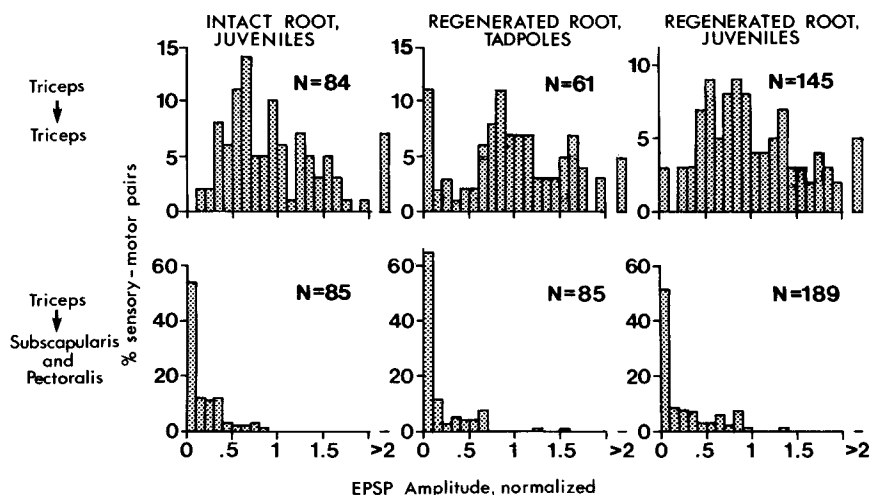 INTACT ROOT, JUVENILES
REGENERATED ROOT, TADPOLES
REGENERATED ROOT, JUVENILES
Triceps
Triceps
15
10
5
0
N=84
15
10
5
0
N=61
10
5
0
N=145
% sensory-motor pairs
Triceps
Subscapularis
and
Pectoralis
60
40
20
0
N=85
60
40
20
0
N=85
60
40
20
0
N=189
0 .5 1 1.5 >2
0 .5 1 1.5 >2
0 .5 1 1.5 >2
EPSP Amplitude, normalized